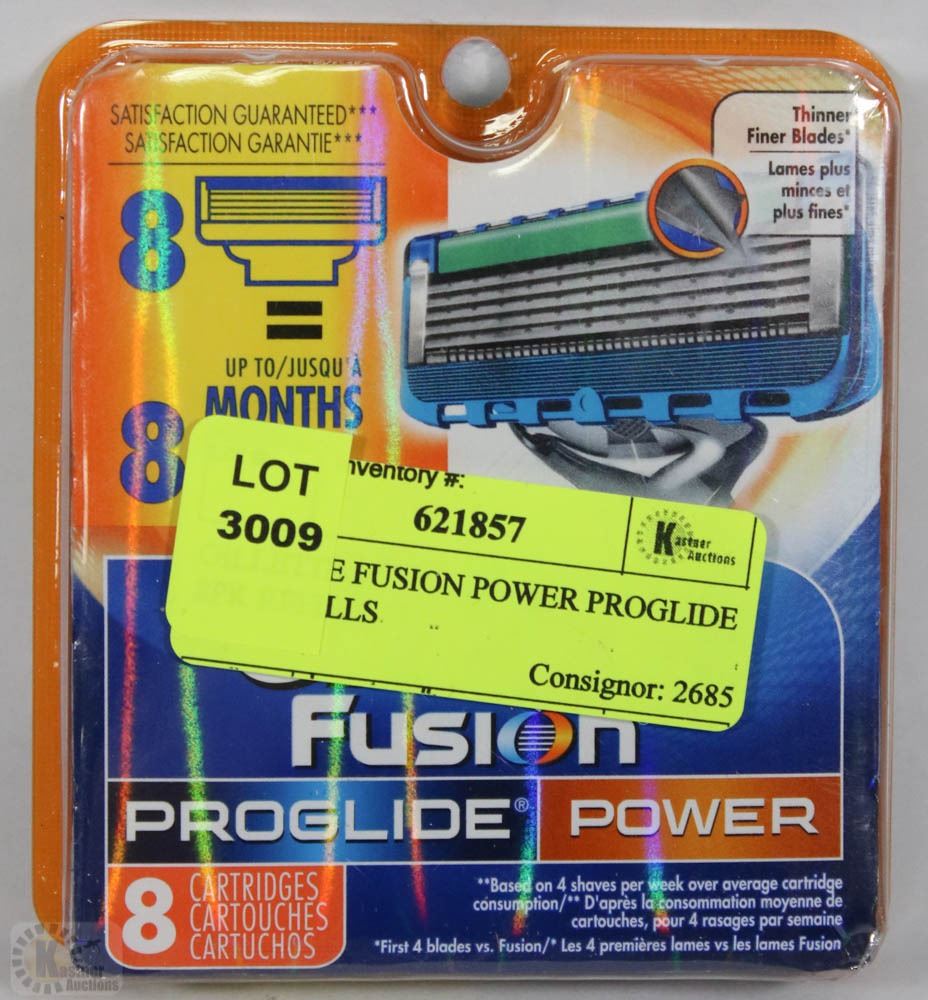 SATISFACTION GUARANTEED***
SATISFACTION GARANTIE***
Thinner
Finer Blades*
Lames plus
minces et
plus fines*
8
=
UP TO/JUSQU'À
8 MONTHS
LOT
3009
nventory #:
621857
Kastner
Auctions
E FUSION POWER PROGLIDE
LLS
Consignor: 2685
Fusion
PROGLIDE® POWER
8 CARTRIDGES
CARTOUCHES
CARTUCHOS
**Based on 4 shaves per week over average cartridge
consumption/** D'après la consommation moyenne de
cartouches, pour 4 rasages par semaine
*First 4 blades vs. Fusion/* Les 4 premières lames vs les lames Fusion
Kastner
Auctions